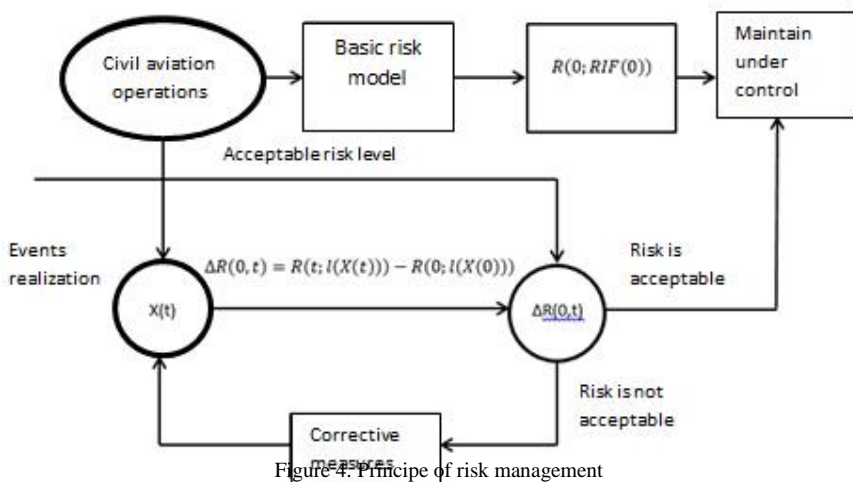 Civil aviation
operations
Basic risk
model
R(0; RIF(0))
Maintain
under
control
Acceptable risk level
Events
realization
ΔR(0, t) = R(t; l(X(t))) − R(0; l(X(0)))
Risk is
acceptable
X(t)
ΔR(0,t)
Risk is not
acceptable
Corrective
measures
Figure 4. Principe of risk management